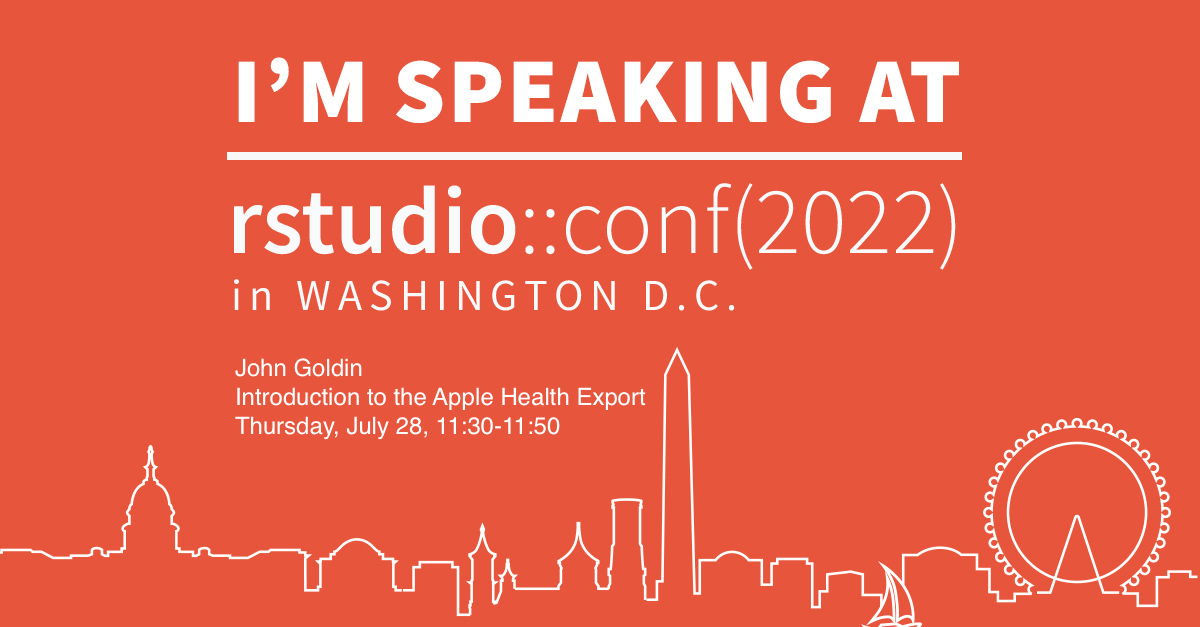 I’M SPEAKING AT
rstudio::conf(2022)
in WASHINGTON D.C.
John Goldin
Introduction to the Apple Health Export
Thursday, July 28, 11:30-11:50